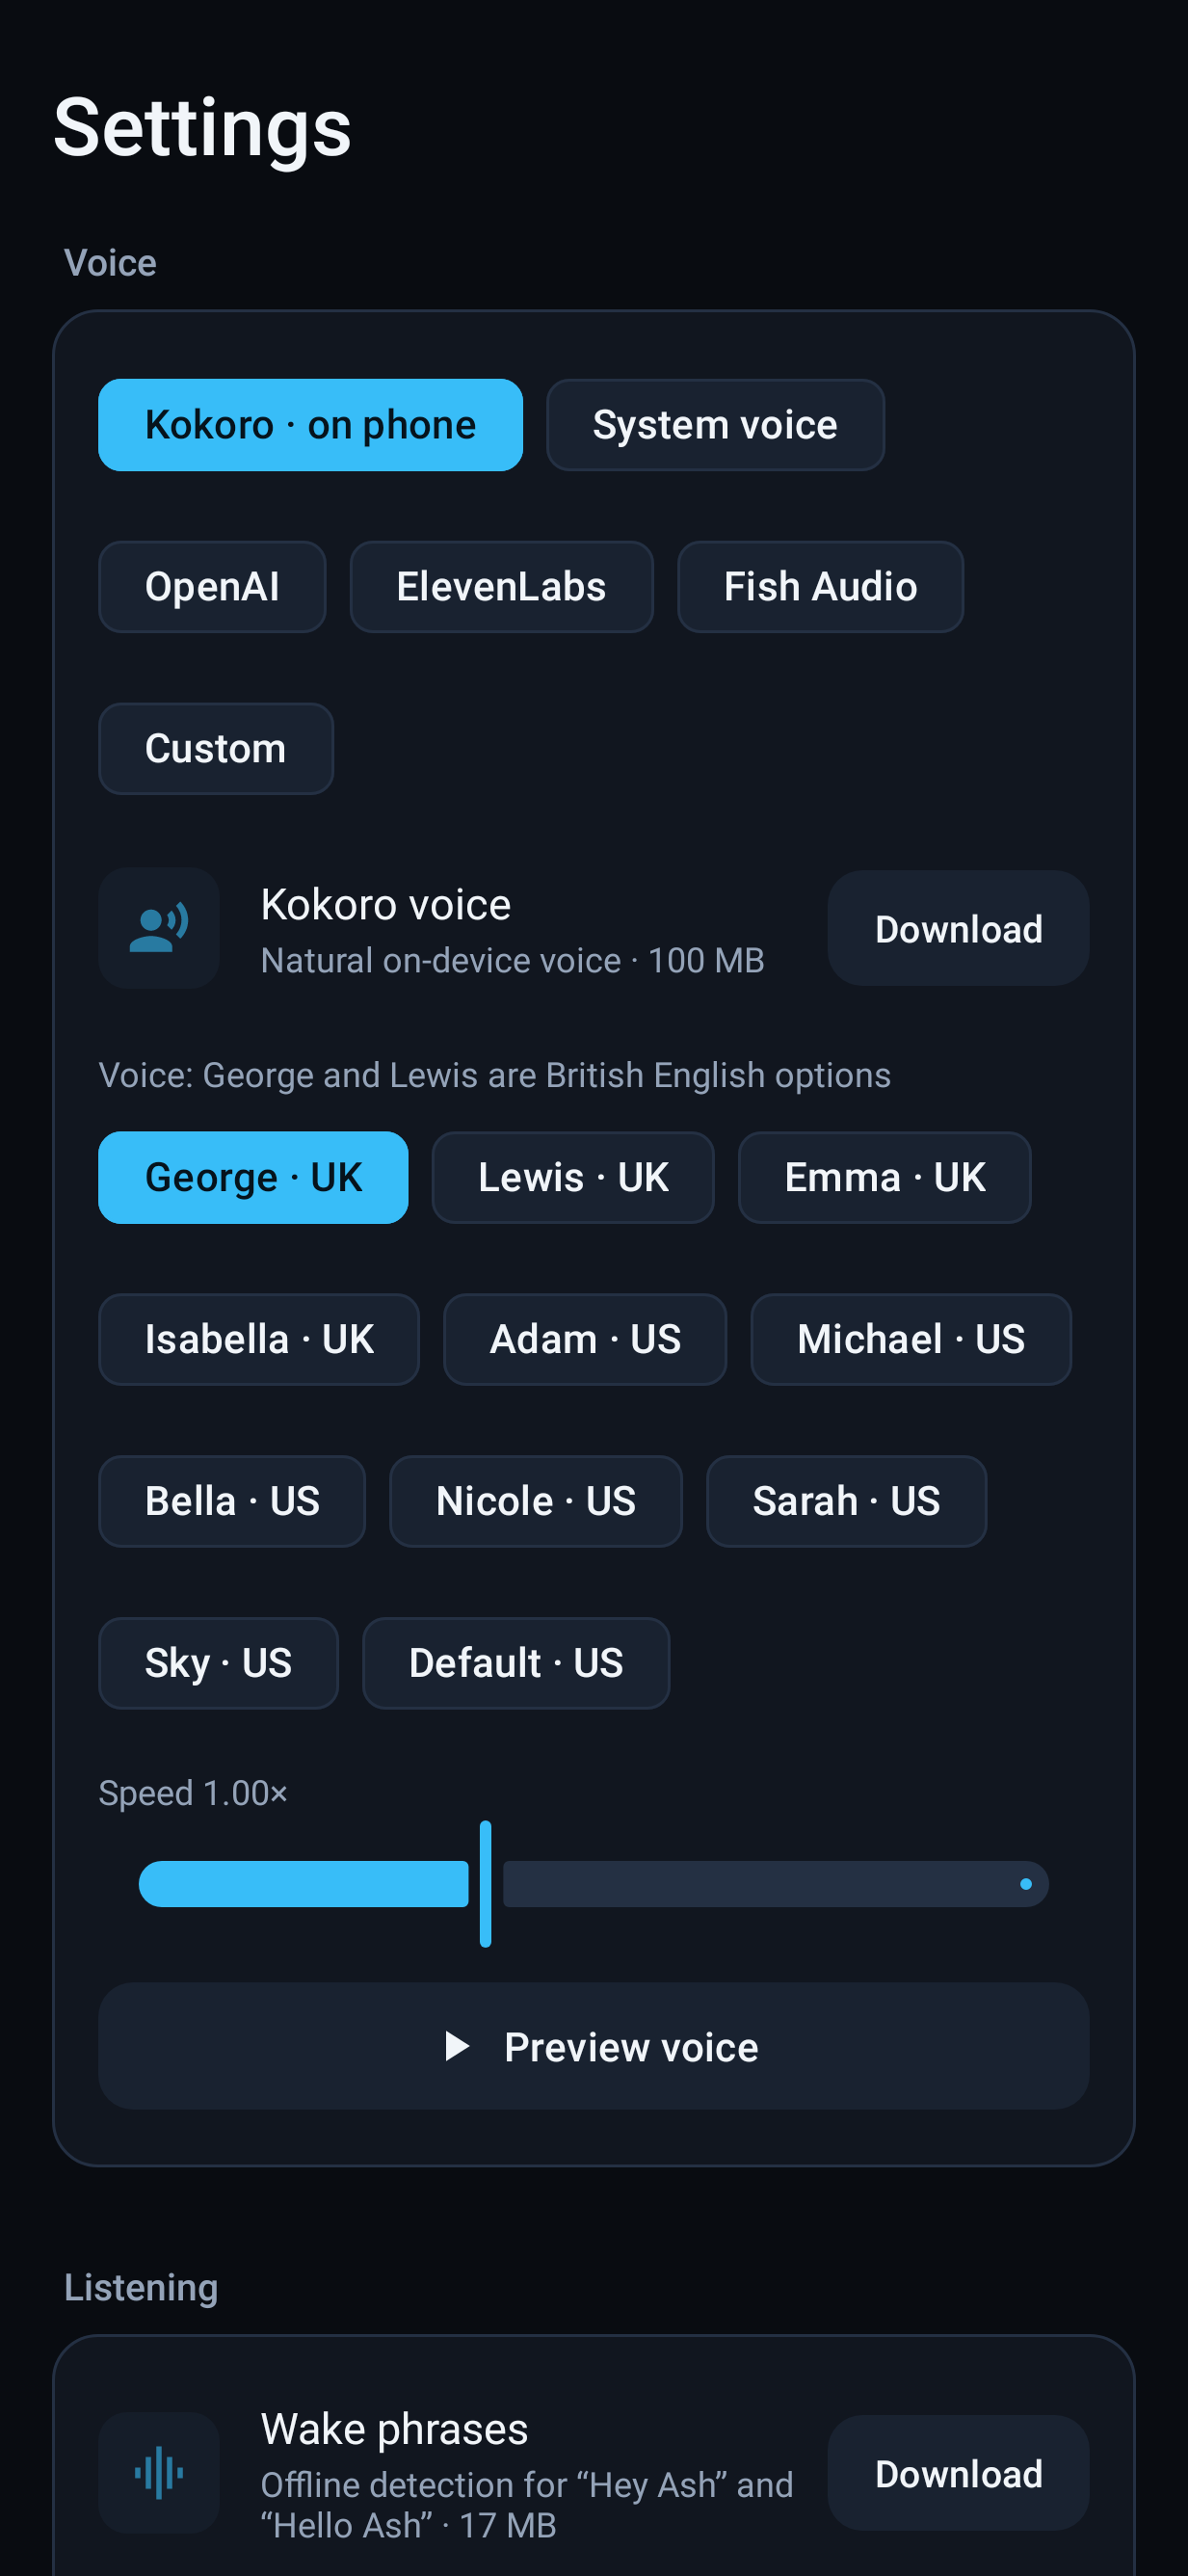 Settings
Voice
Kokoro · on phone
System voice
OpenAI
ElevenLabs
Fish Audio
Custom
Kokoro voice
Natural on-device voice · 100 MB
Download
Voice: George and Lewis are British English options
George · UK
Lewis · UK
Emma · UK
Isabella · UK
Adam · US
Michael · US
Bella · US
Nicole · US
Sarah · US
Sky · US
Default · US
Speed 1.00×
Preview voice
Listening
Wake phrases
Offline detection for “Hey Ash” and
“Hello Ash” · 17 MB
Download